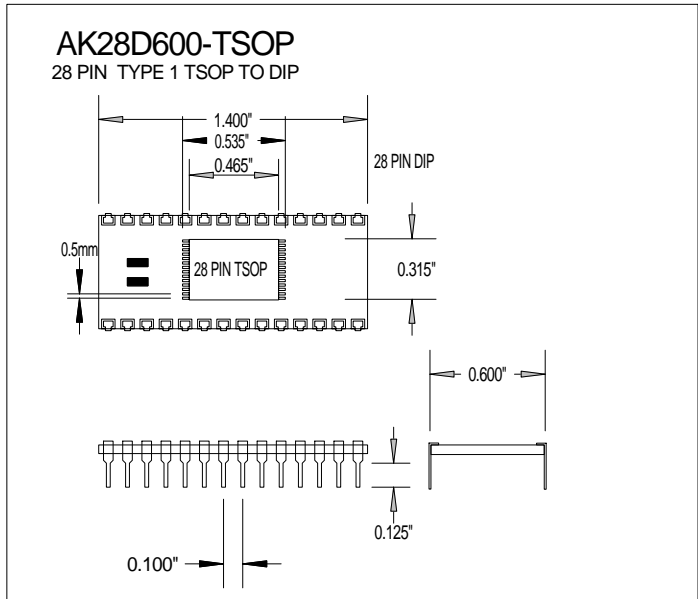 AK28D600-TSOP
28 PIN TYPE 1 TSOP TO DIP
1.400"
0.535"
0.465"
28 PIN DIP
0.5mm
28 PIN TSOP
0.315"
0.600"
0.125"
0.100"